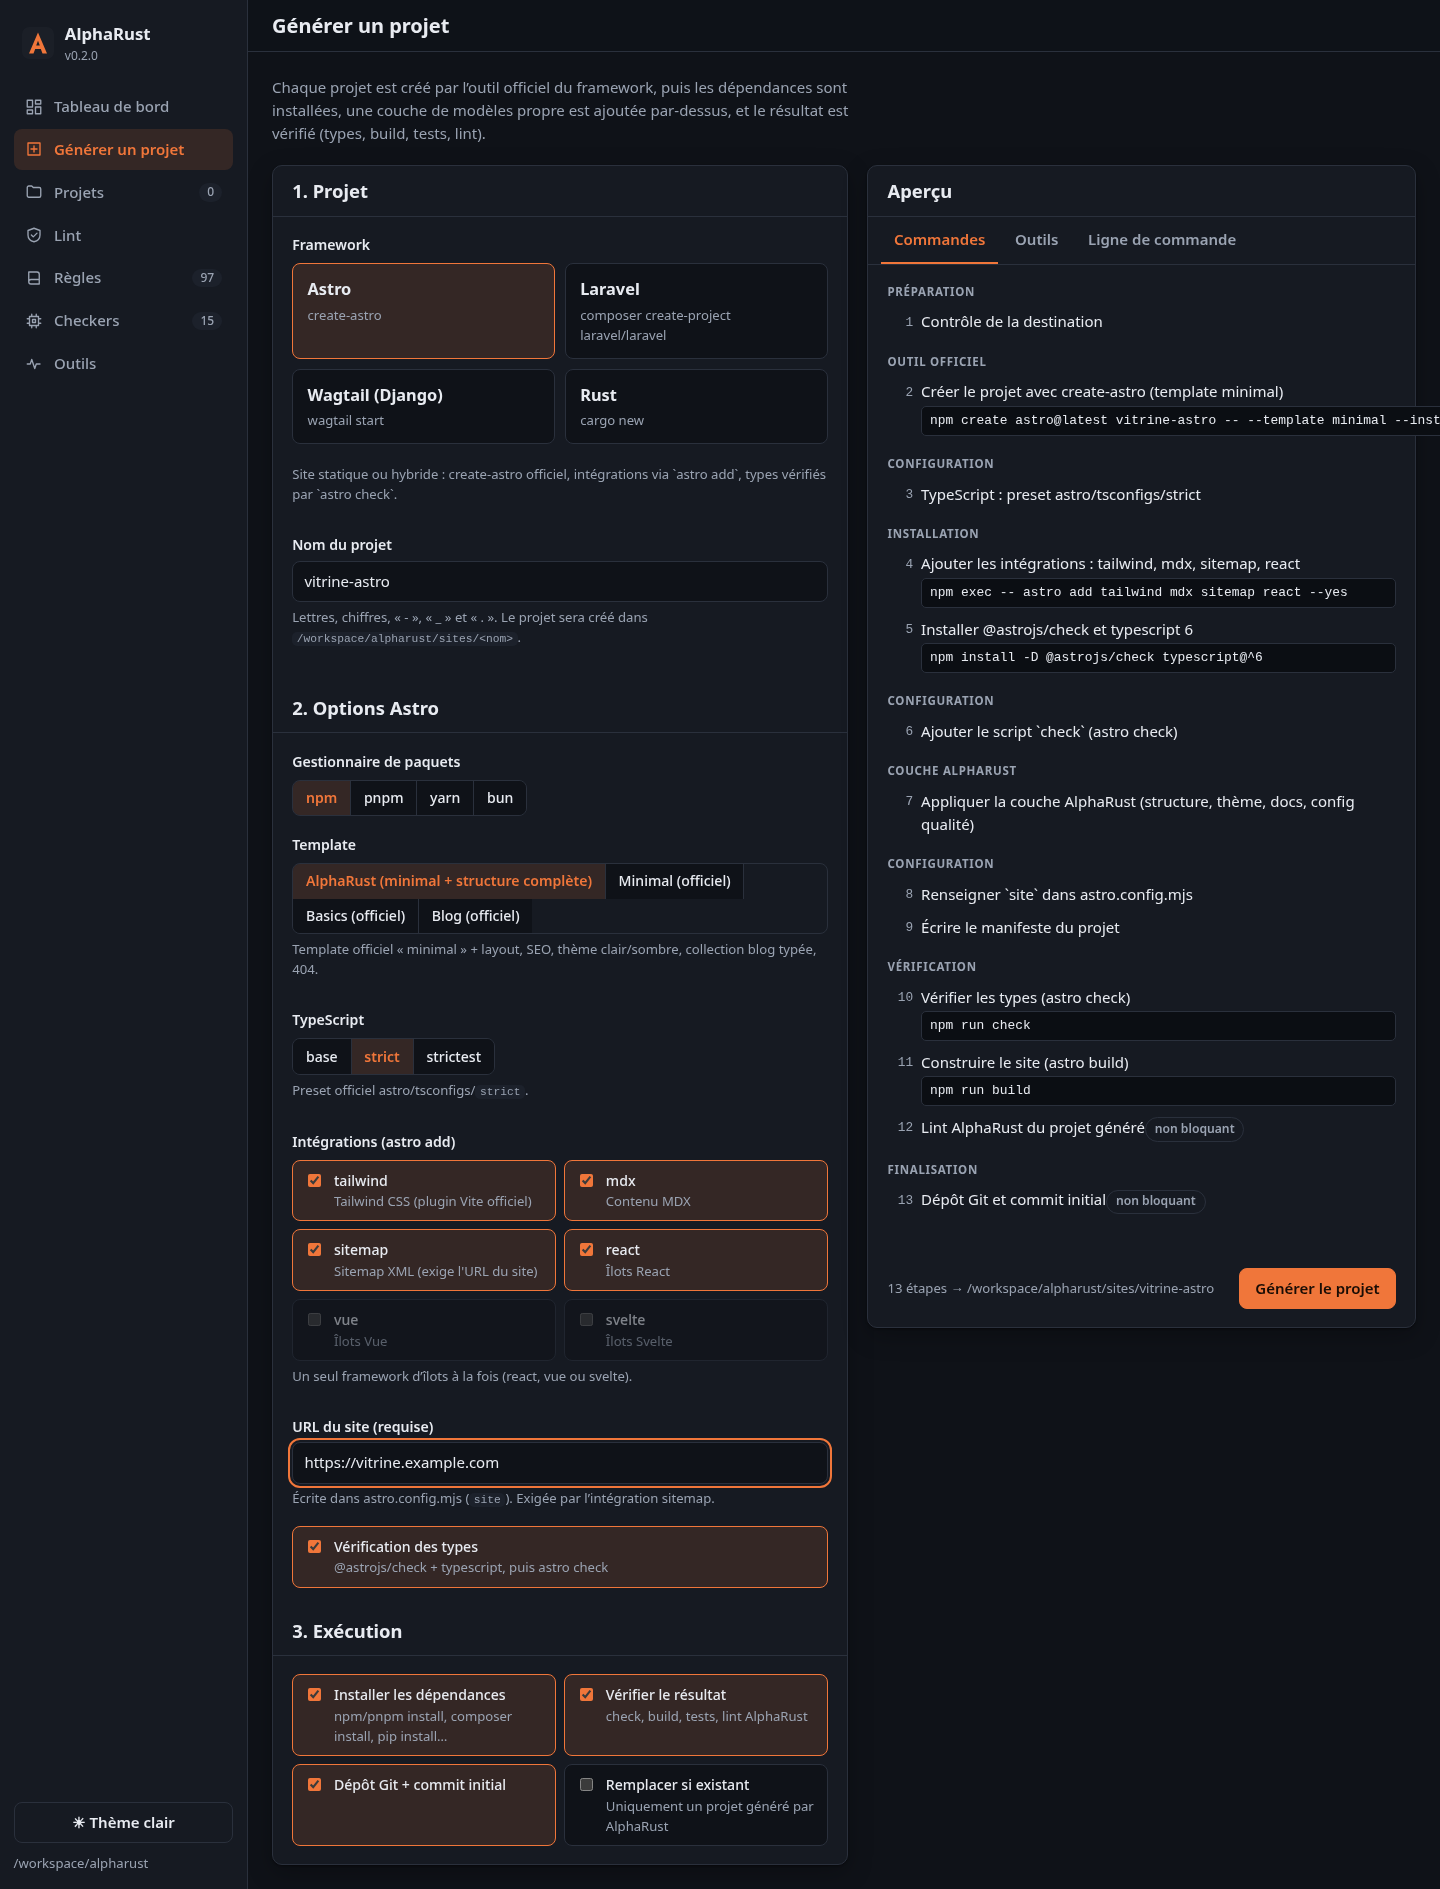 AlphaRust
v0.2.0
Tableau de bord
Générer un projet
Projets 0
Lint
Règles 97
Checkers 15
Outils
☀ Thème clair
/workspace/alpharust
Générer un projet
Chaque projet est créé par l’outil officiel du framework, puis les dépendances sont
installées, une couche de modèles propre est ajoutée par-dessus, et le résultat est
vérifié (types, build, tests, lint).
1. Projet
Framework
Astro
create-astro
Laravel
composer create-project
laravel/laravel
Wagtail (Django)
wagtail start
Rust
cargo new
Site statique ou hybride : create-astro officiel, intégrations via `astro add`, types vérifiés
par `astro check`.
Nom du projet
vitrine-astro
Lettres, chiffres, « - », « _ » et « . ». Le projet sera créé dans
/workspace/alpharust/sites/<nom> .
2. Options Astro
Gestionnaire de paquets
npm pnpm yarn bun
Template
AlphaRust (minimal + structure complète) Minimal (officiel)
Basics (officiel) Blog (officiel)
Template officiel « minimal » + layout, SEO, thème clair/sombre, collection blog typée,
404.
TypeScript
base strict strictest
Preset officiel astro/tsconfigs/ strict .
Intégrations (astro add)
tailwind
Tailwind CSS (plugin Vite officiel)
mdx
Contenu MDX
sitemap
Sitemap XML (exige l'URL du site)
react
Îlots React
vue
Îlots Vue
svelte
Îlots Svelte
Un seul framework d’îlots à la fois (react, vue ou svelte).
URL du site (requise)
https://vitrine.example.com
Écrite dans astro.config.mjs ( site ). Exigée par l’intégration sitemap.
Vérification des types
@astrojs/check + typescript, puis astro check
3. Exécution
Installer les dépendances
npm/pnpm install, composer
install, pip install…
Vérifier le résultat
check, build, tests, lint AlphaRust
Dépôt Git + commit initial
Remplacer si existant
Uniquement un projet généré par
AlphaRust
Aperçu
Commandes Outils Ligne de commande
PRÉPARATION
1 Contrôle de la destination
OUTIL OFFICIEL
2 Créer le projet avec create-astro (template minimal)
npm create astro@latest vitrine-astro -- --template minimal --inst
CONFIGURATION
3 TypeScript : preset astro/tsconfigs/strict
INSTALLATION
4 Ajouter les intégrations : tailwind, mdx, sitemap, react
npm exec -- astro add tailwind mdx sitemap react --yes
5 Installer @astrojs/check et typescript 6
npm install -D @astrojs/check typescript@^6
CONFIGURATION
6 Ajouter le script `check` (astro check)
COUCHE ALPHARUST
7 Appliquer la couche AlphaRust (structure, thème, docs, config
qualité)
CONFIGURATION
8 Renseigner `site` dans astro.config.mjs
9 Écrire le manifeste du projet
VÉRIFICATION
10 Vérifier les types (astro check)
npm run check
11 Construire le site (astro build)
npm run build
12 Lint AlphaRust du projet généré non bloquant
FINALISATION
13 Dépôt Git et commit initial non bloquant
13 étapes → /workspace/alpharust/sites/vitrine-astro
Générer le projet